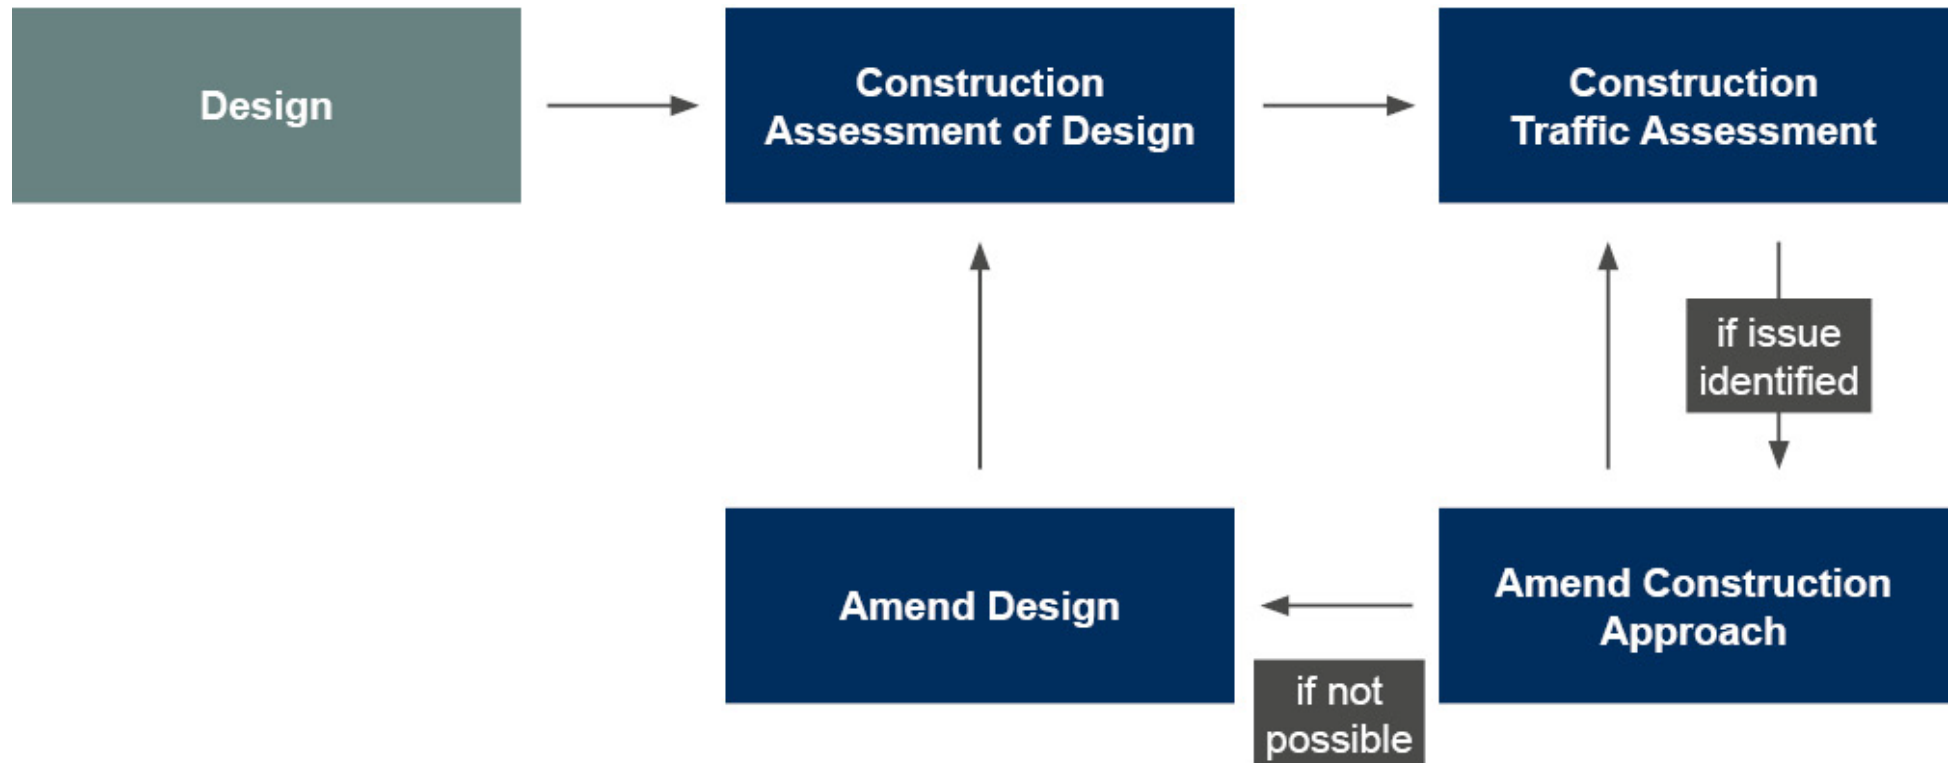 Design
Construction
Assessment of Design
Construction
Traffic Assessment
if issue
identified
Amend Design
Amend Construction
Approach
if not
possible